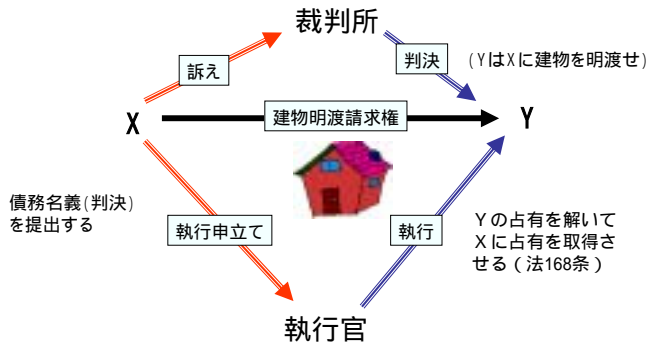 裁判所
訴え
判決
(YはXに建物を明渡せ)
X
建物明渡請求権
Y
債務名義(判決)
を提出する
執行申立て
執行
Yの占有を解いて
Xに占有を取得さ
せる(法168条)
執行官